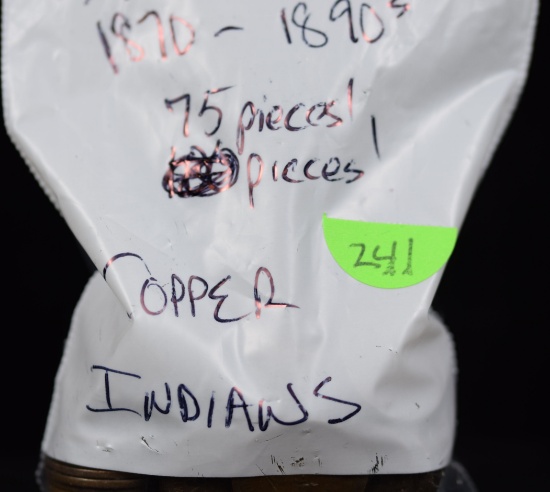 1870 - 1890s
75 pieces!
pieces!
241
COPPER
INDIANS